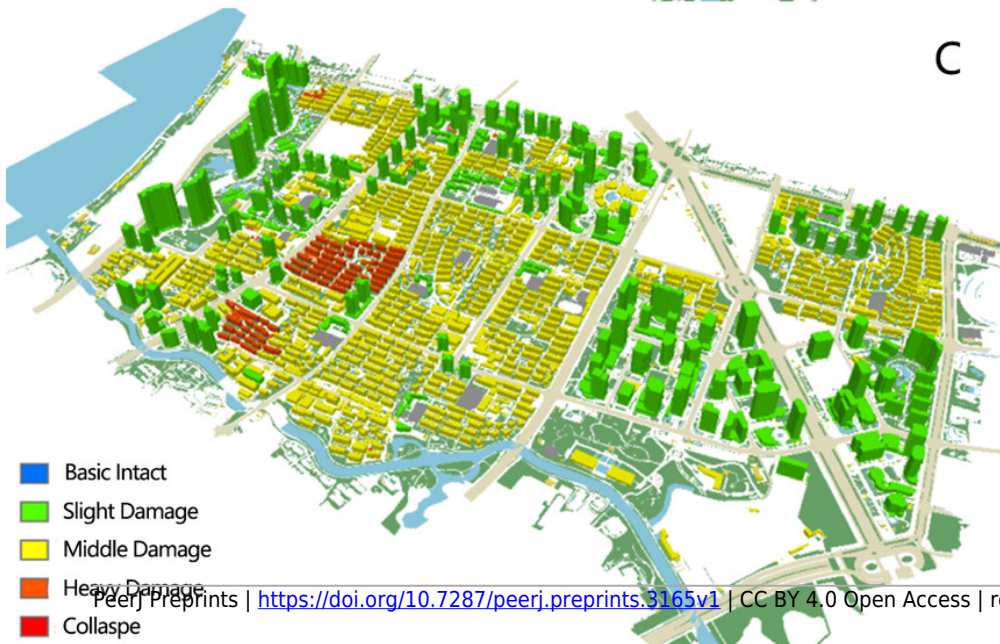 C
Basic Intact
Slight Damage
Middle Damage
Heavy Damage
PeerJ Preprints | https://doi.org/10.7287/peerj.preprints.3165v1 | CC BY 4.0 Open Access |
Collaspe